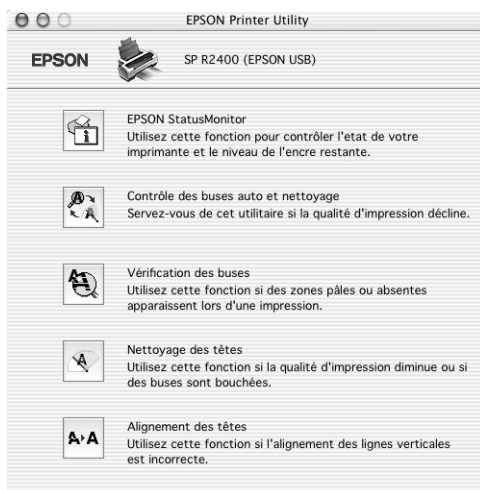 EPSON Printer Utility
EPSON
SP R2400 (EPSON USB)
EPSON StatusMonitor
Utilisez cette fonction pour contrôler l'etat de votre
imprimante et le niveau de l'encre restante.
Contrôle des buses auto et nettoyage
Servez-vous de cet utilitaire si la qualité d'impression décline.
Vérification des buses
Utilisez cette fonction si des zones pâles ou absentes
apparaissent lors d'une impression.
Nettoyage des têtes
Utilisez cette fonction si la qualité d'impression diminue ou si
des buses sont bouchées.
Alignement des têtes
Utilisez cette fonction si l'alignement des lignes verticales
est incorrecte.